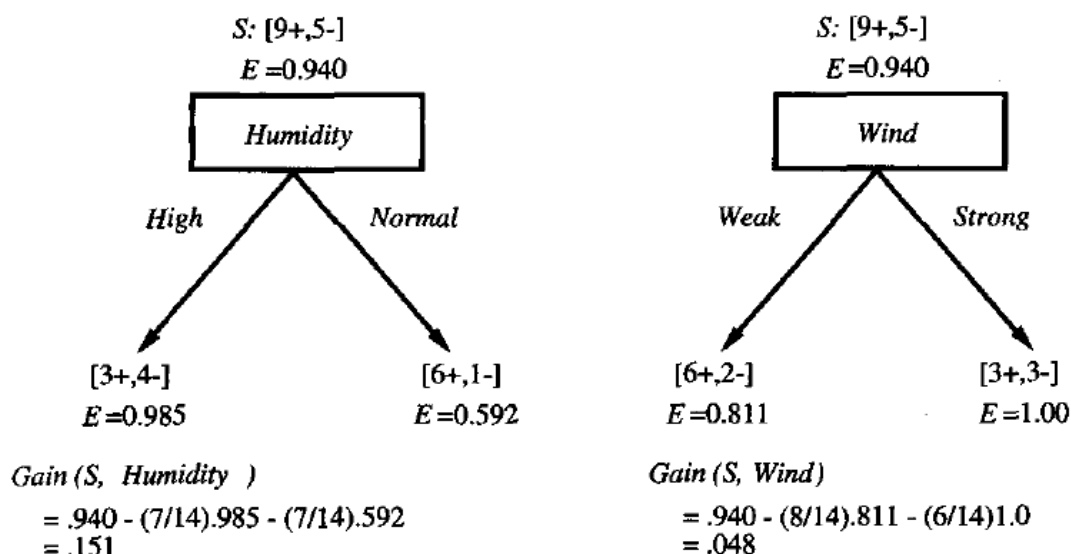 S: [9+,5-]
E =0.940
Humidity
High
Normal
[3+,4-]
E =0.985
[6+,1-]
E =0.592
Gain (S, Humidity )
= .940 - (7/14).985 - (7/14).592
= .151
S: [9+,5-]
E =0.940
Wind
Weak
Strong
[6+,2-]
E =0.811
[3+,3-]
E =1.00
Gain (S, Wind)
= .940 - (8/14).811 - (6/14)1.0
= .048